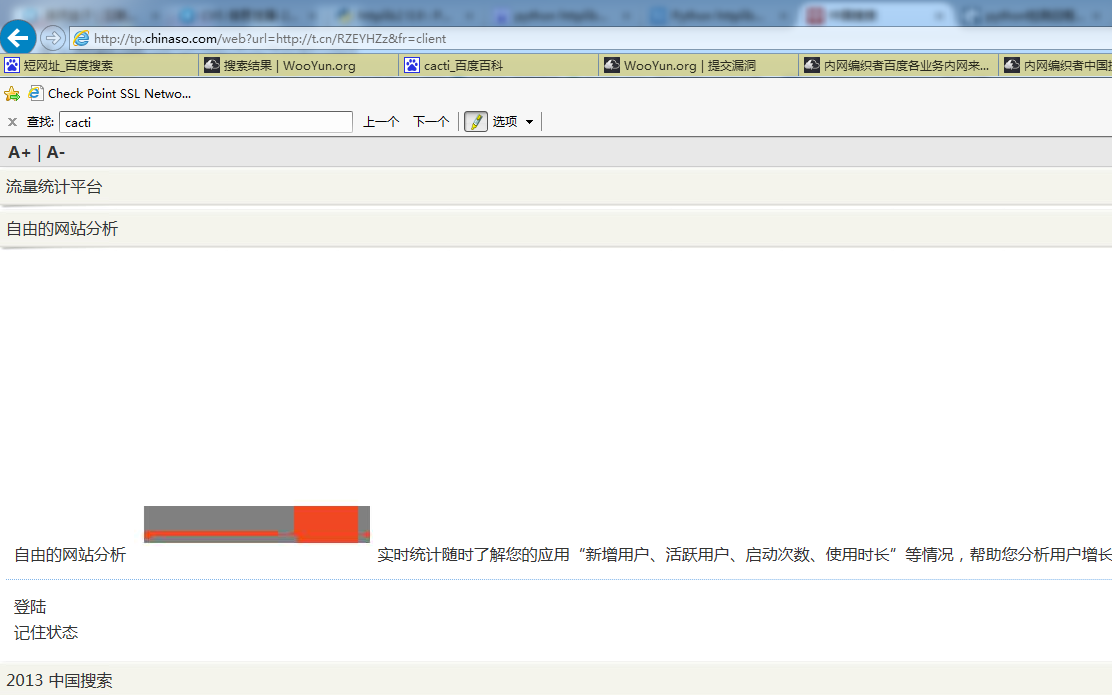 http://tp.chinaso.com/web?url=http://t.cn/RZEYHZz&fr=client
短网址_百度搜索 搜索结果 | WooYun.org cacti_百度百科 WooYun.org | 提交漏洞 内网编织者百度各业务内网来... 内网编织者中国
Check Point SSL Netwo...
× 查找: cacti 上一个 下一个 选项
A+ | A-
流量统计平台
自由的网站分析
自由的网站分析 实时统计随时了解您的应用“新增用户、活跃用户、启动次数、使用时长”等情况，帮助您分析用户增长
登陆
记住状态
2013 中国搜索